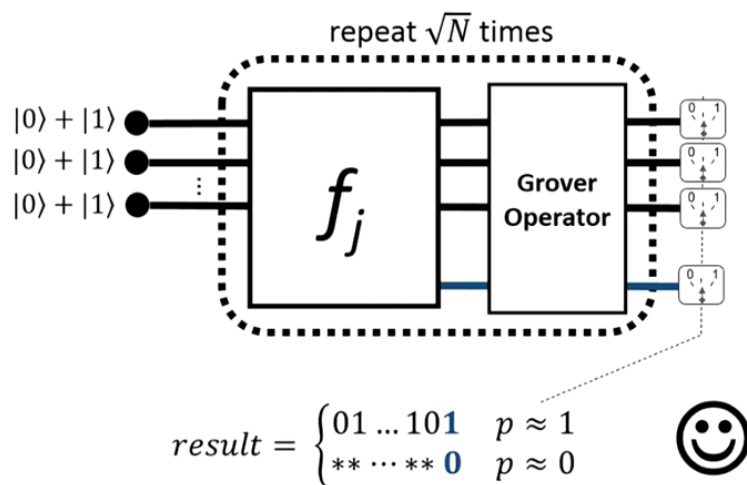 repeat √N times
|0⟩ + |1⟩
|0⟩ + |1⟩
⋮
|0⟩ + |1⟩
f_j
Grover
Operator
0 1
0 1
0 1
0 1
result = { 01 … 101 p ≈ 1
** ⋯ ** 0 p ≈ 0